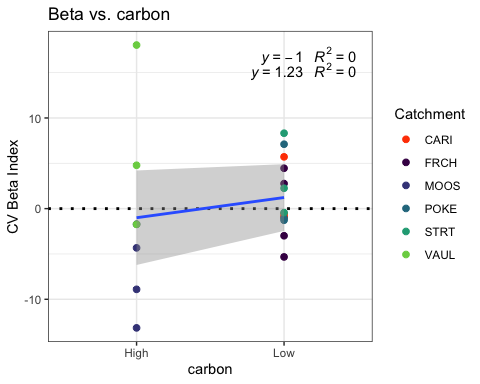 Beta vs. carbon
y = −1 R² = 0
y = 1.23 R² = 0
10
0
-10
CV Beta Index
High
Low
carbon
Catchment
CARI
FRCH
MOOS
POKE
STRT
VAUL